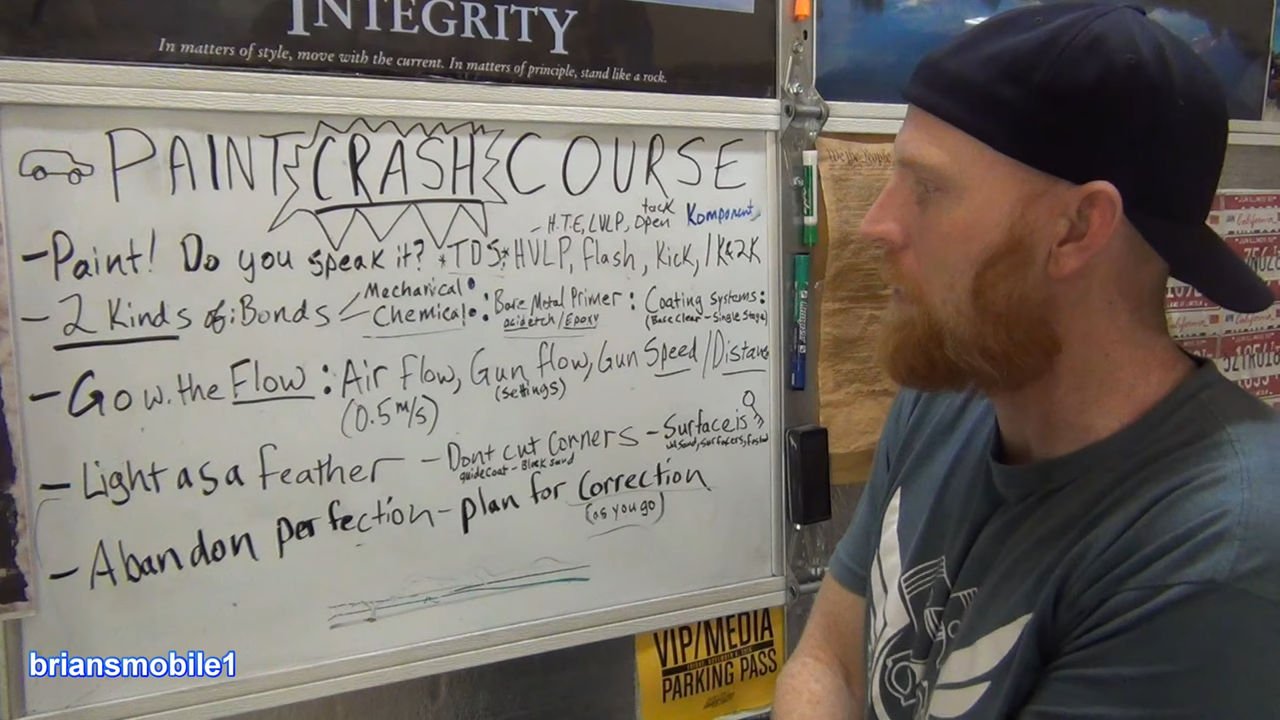 INTEGRITY
In matters of style, move with the current. In matters of principle, stand like a rock.
PAINT CRASH COURSE
- H.T.E, LVLP, tack Open Komponent
- Paint! Do you speak it? *TDS* HVLP, Flash, Kick, 1K&2K
- 2 Kinds of: Bonds < Mechanical
Chemical : Bare Metal Primer : Coating Systems:
acid etch / Epoxy (Base Clear - Single Stage)
- Go w. the Flow : Air flow, Gun flow, Gun Speed / Distance
(0.5 m/s) (settings)
- Light as a feather - Dont cut Corners - Surface is
guide coat - Block sand
- Abandon perfection - plan for Correction
(as you go)
We the People
California
VIP/MEDIA
PARKING PASS
briansmobile1